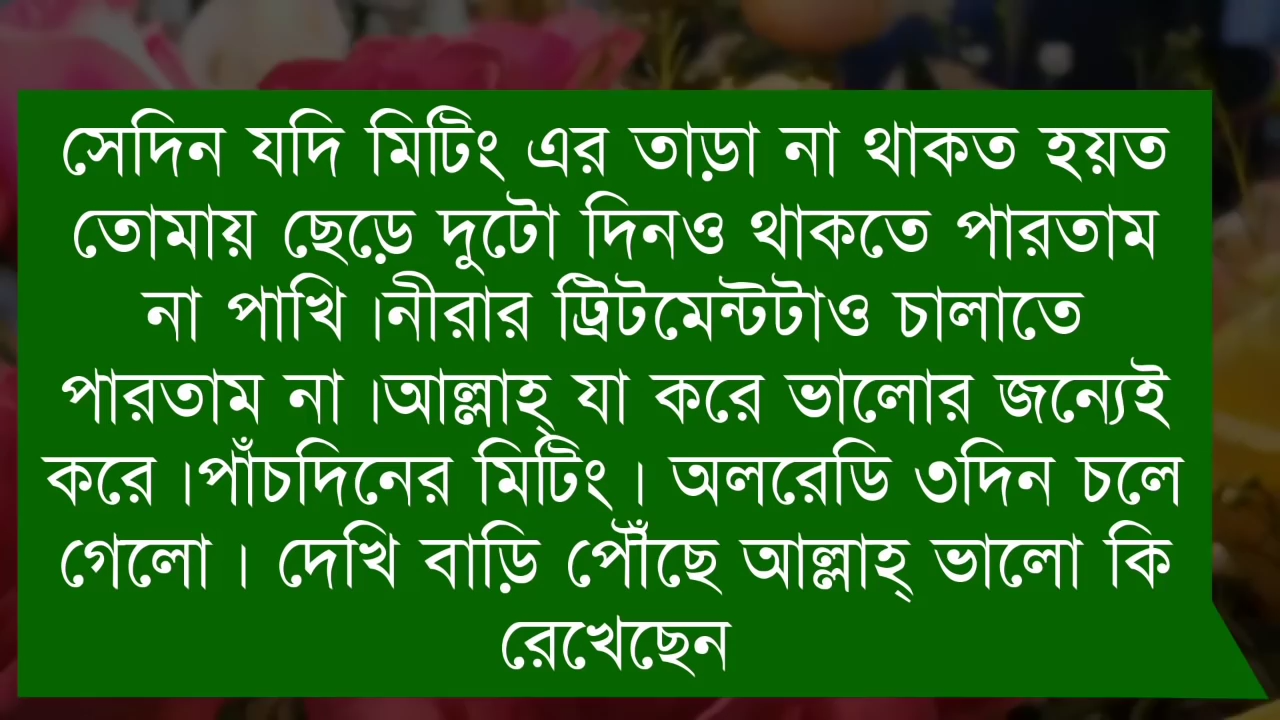 সেদিন যদি মিটিং এর তাড়া না থাকত হয়ত
তোমায় ছেড়ে দুটো দিনও থাকতে পারতাম
না পাখি ।নীরার ট্রিটমেন্টটাও চালাতে
পারতাম না ।আল্লাহ্ যা করে ভালোর জন্যেই
করে ।পাঁচদিনের মিটিং । অলরেডি ৩দিন চলে
গেলো । দেখি বাড়ি পৌঁছে আল্লাহ্ ভালো কি
রেখেছেন